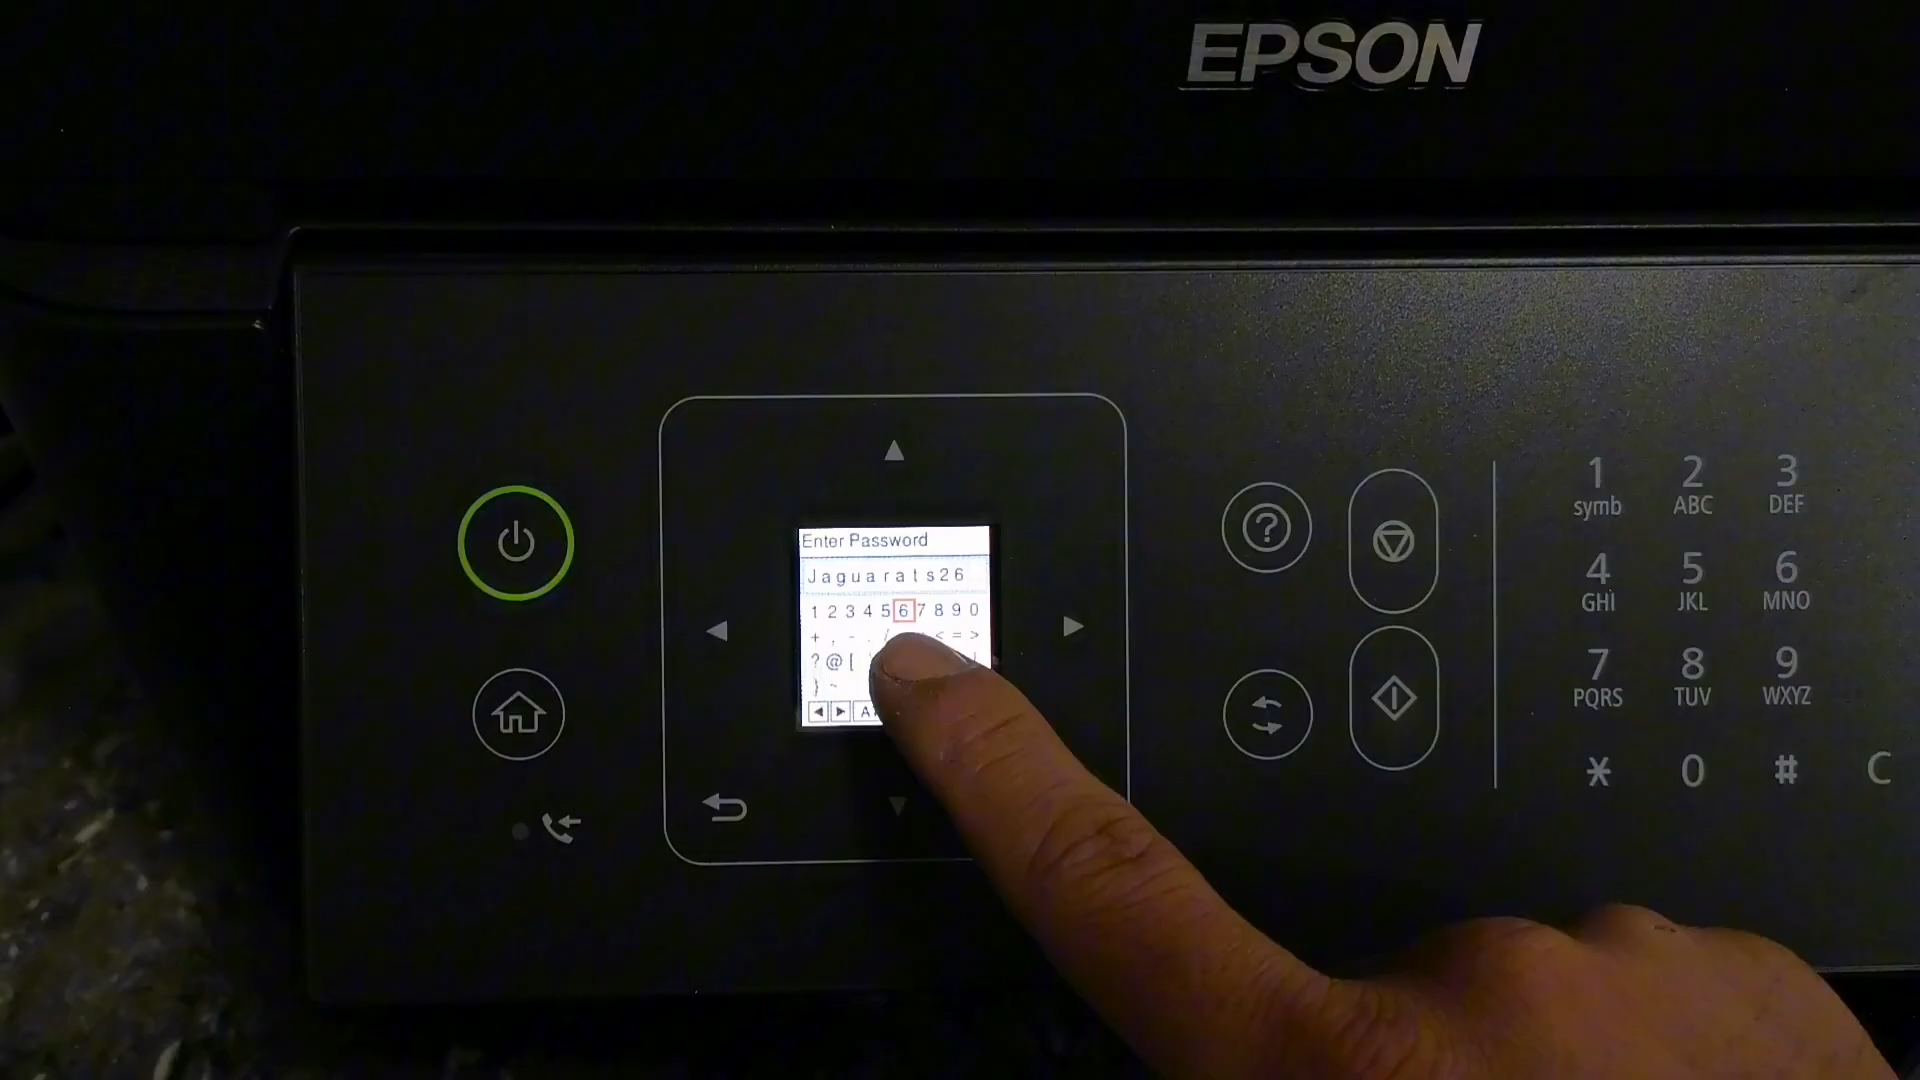 EPSON
Enter Password
Jaguarats26
1 2 3 4 5 6 7 8 9 0
+ , - . / < = >
? @ [
} ~
1 2 3
symb ABC DEF
4 5 6
GHI JKL MNO
7 8 9
PQRS TUV WXYZ
* 0 # C